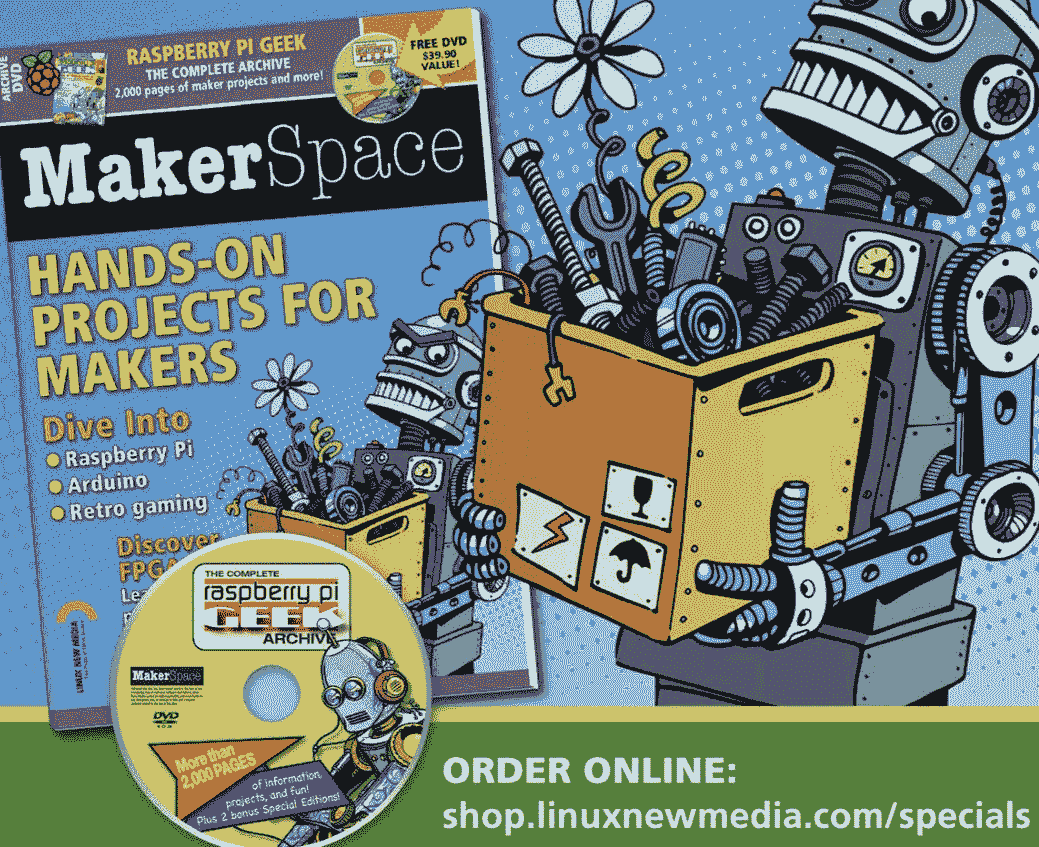 ARCHIVE
DVD
RASPBERRY PI GEEK
THE COMPLETE ARCHIVE
2,000 pages of maker projects and more!
FREE DVD
$39.90
VALUE!
MakerSpace
HANDS-ON
PROJECTS FOR
MAKERS
Dive Into
Raspberry Pi
Arduino
Retro gaming
Discover
LINUX NEW MEDIA
THE COMPLETE
raspberry pi
GEEK
ARCHIVE
MakerSpace
DVD
More than
2,000 PAGES
of information,
projects, and fun!
Plus 2 bonus Special Editions!
ORDER ONLINE:
shop.linuxnewmedia.com/specials